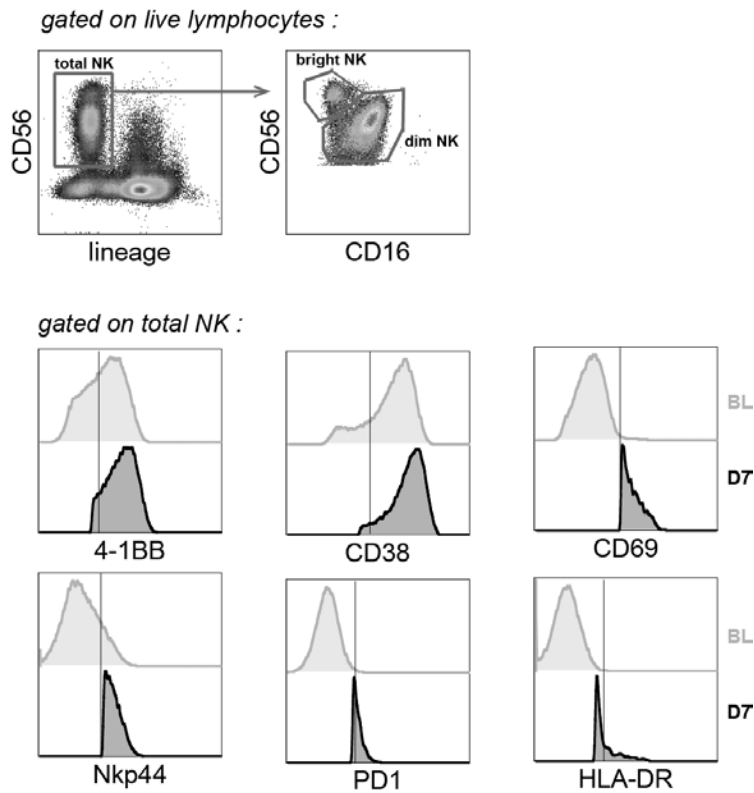 gated on live lymphocytes :
total NK
bright NK
dim NK
CD56
CD56
lineage
CD16
gated on total NK :
BL
D7
4-1BB
CD38
CD69
BL
D7
Nkp44
PD1
HLA-DR